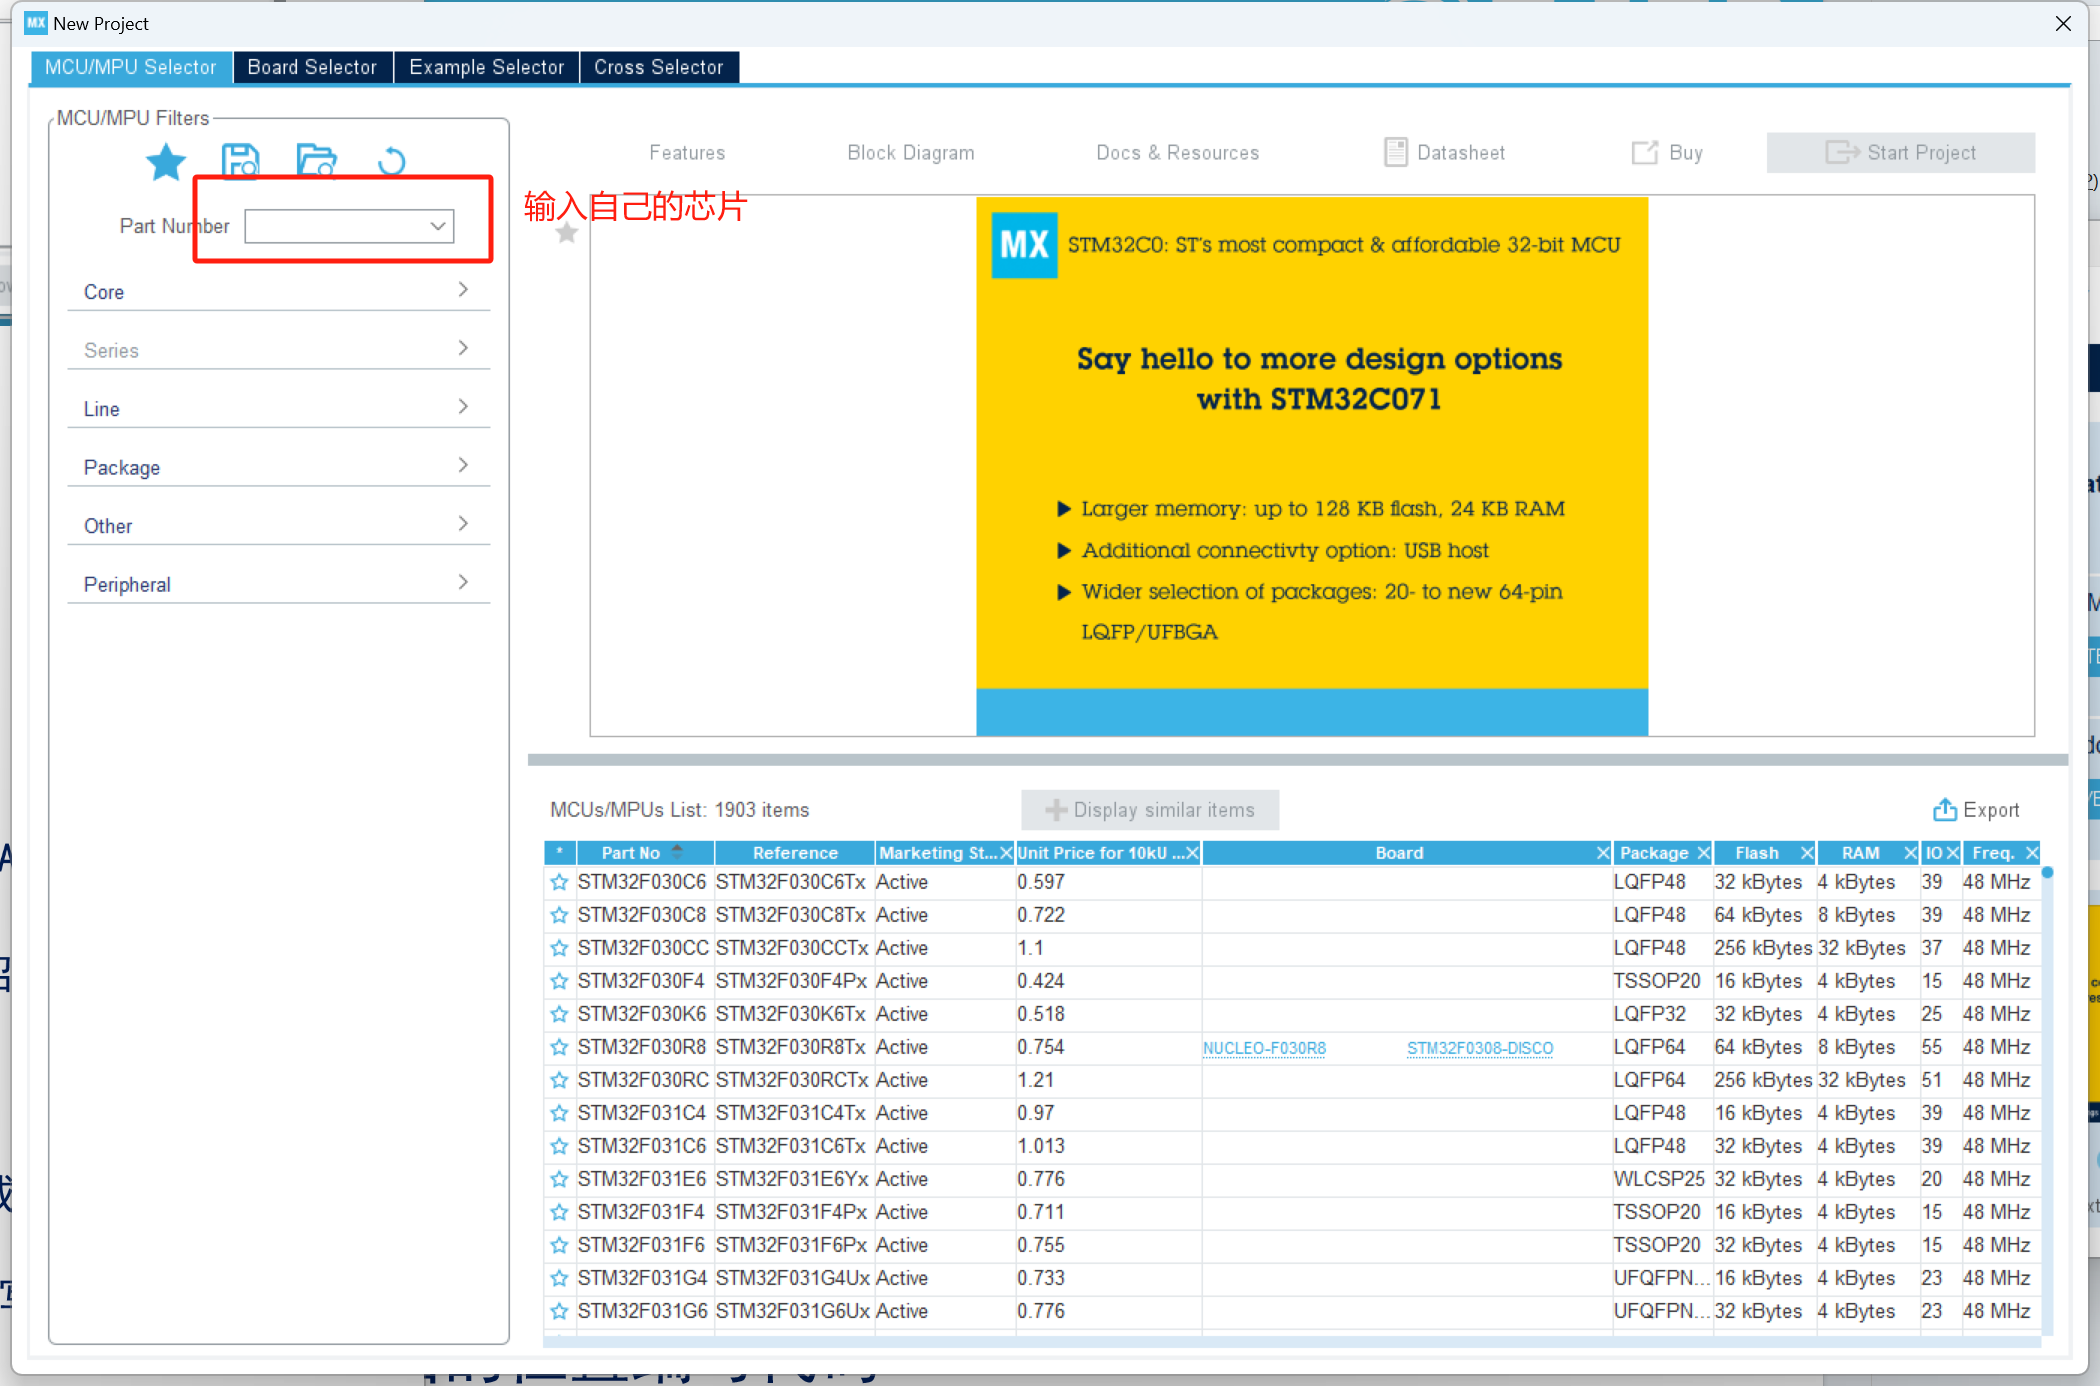 MX New Project
MCU/MPU Selector Board Selector Example Selector Cross Selector
MCU/MPU Filters
Part Number
Core
Series
Line
Package
Other
Peripheral
Features Block Diagram Docs & Resources Datasheet Buy Start Project
输入自己的芯片
MX STM32C0: ST's most compact & affordable 32-bit MCU
Say hello to more design options
with STM32C071
Larger memory: up to 128 KB flash, 24 KB RAM
Additional connectivty option: USB host
Wider selection of packages: 20- to new 64-pin
LQFP/UFBGA
MCUs/MPUs List: 1903 items Display similar items Export
* Part No Reference Marketing St... Unit Price for 10kU ... Board Package Flash RAM IO Freq.
STM32F030C6 STM32F030C6Tx Active 0.597 LQFP48 32 kBytes 4 kBytes 39 48 MHz
STM32F030C8 STM32F030C8Tx Active 0.722 LQFP48 64 kBytes 8 kBytes 39 48 MHz
STM32F030CC STM32F030CCTx Active 1.1 LQFP48 256 kBytes 32 kBytes 37 48 MHz
STM32F030F4 STM32F030F4Px Active 0.424 TSSOP20 16 kBytes 4 kBytes 15 48 MHz
STM32F030K6 STM32F030K6Tx Active 0.518 LQFP32 32 kBytes 4 kBytes 25 48 MHz
STM32F030R8 STM32F030R8Tx Active 0.754 NUCLEO-F030R8 STM32F0308-DISCO LQFP64 64 kBytes 8 kBytes 55 48 MHz
STM32F030RC STM32F030RCTx Active 1.21 LQFP64 256 kBytes 32 kBytes 51 48 MHz
STM32F031C4 STM32F031C4Tx Active 0.97 LQFP48 16 kBytes 4 kBytes 39 48 MHz
STM32F031C6 STM32F031C6Tx Active 1.013 LQFP48 32 kBytes 4 kBytes 39 48 MHz
STM32F031E6 STM32F031E6Yx Active 0.776 WLCSP25 32 kBytes 4 kBytes 20 48 MHz
STM32F031F4 STM32F031F4Px Active 0.711 TSSOP20 16 kBytes 4 kBytes 15 48 MHz
STM32F031F6 STM32F031F6Px Active 0.755 TSSOP20 32 kBytes 4 kBytes 15 48 MHz
STM32F031G4 STM32F031G4Ux Active 0.733 UFQFPN... 16 kBytes 4 kBytes 23 48 MHz
STM32F031G6 STM32F031G6Ux Active 0.776 UFQFPN... 32 kBytes 4 kBytes 23 48 MHz